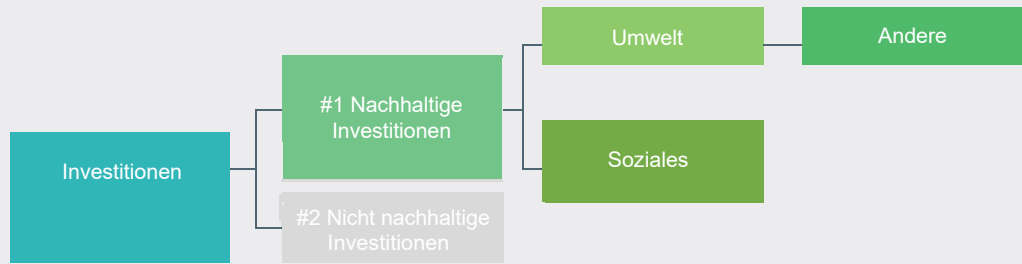 Umwelt
Andere
#1 Nachhaltige
Investitionen
Soziales
Investitionen
#2 Nicht nachhaltige
Investitionen